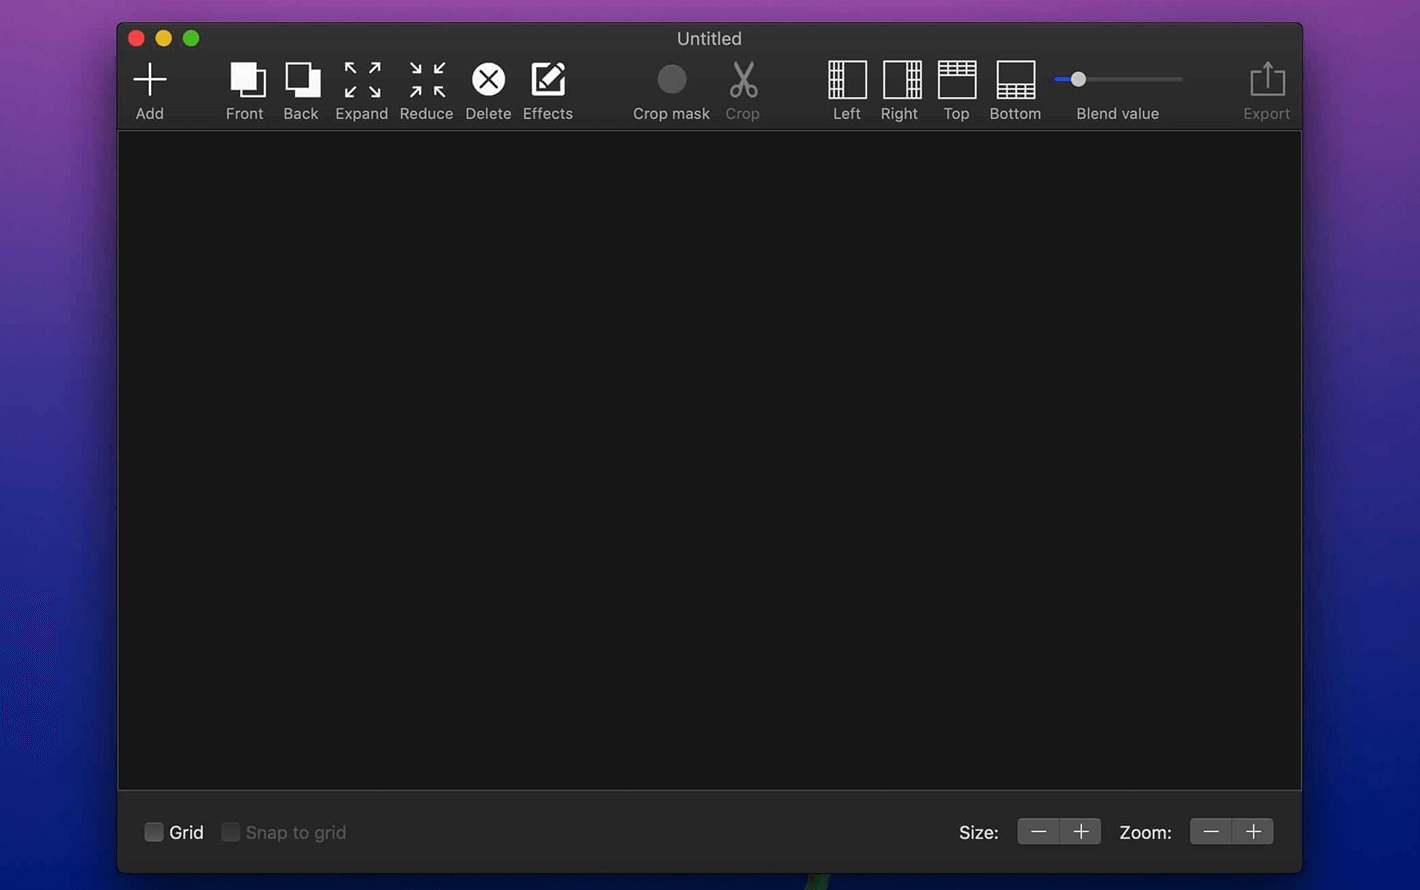 Untitled
Add Front Back Expand Reduce Delete Effects Crop mask Crop Left Right Top Bottom Blend value Export
Grid Snap to grid Size: Zoom: